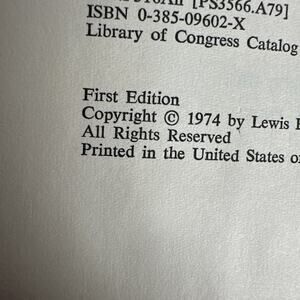 [PS3566.A79]
ISBN 0-385-09602-X
Library of Congress Catalog
First Edition
Copyright © 1974 by Lewis
All Rights Reserved
Printed in the United States